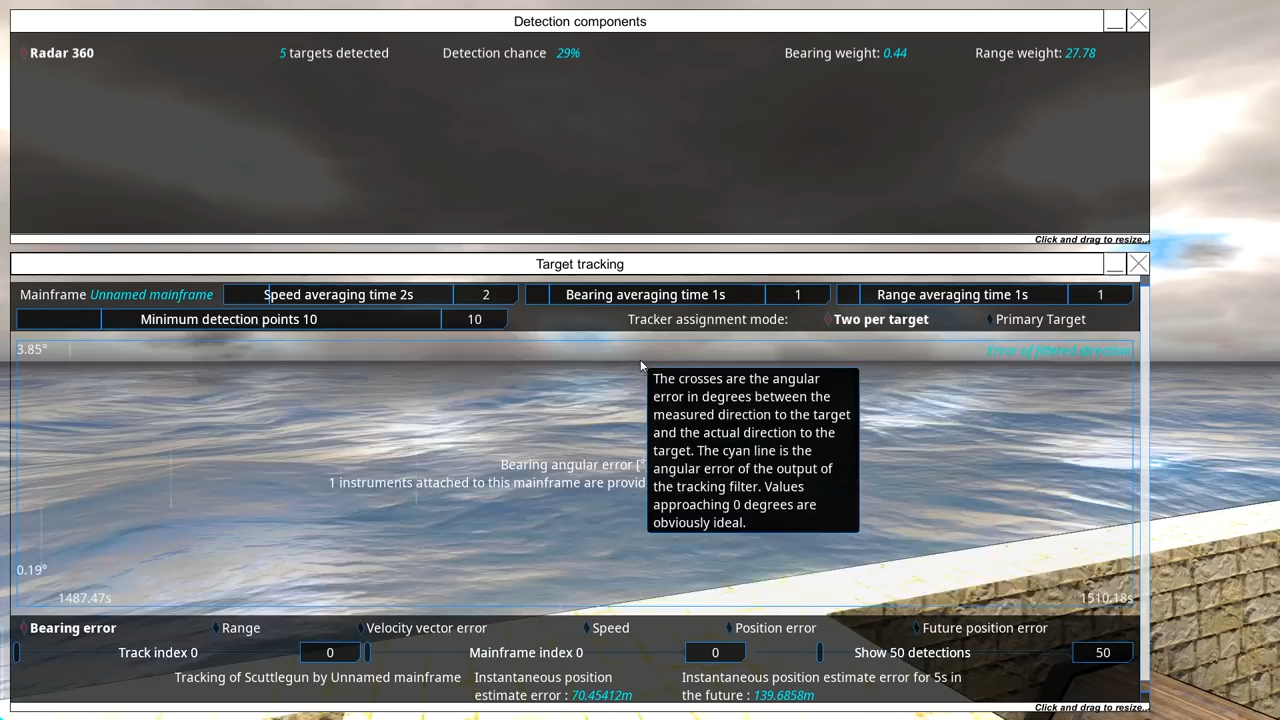 Detection components
Radar 360 5 targets detected Detection chance 29% Bearing weight: 0.44 Range weight: 27.78
Click and drag to resize...
Target tracking
Mainframe Unnamed mainframe Speed averaging time 2s 2 Bearing averaging time 1s 1 Range averaging time 1s 1
Minimum detection points 10 10 Tracker assignment mode: Two per target Primary Target
3.85° Error of filtered direction
The crosses are the angular
error in degrees between the
measured direction to the target
and the actual direction to the
target. The cyan line is the
angular error of the output of
the tracking filter. Values
approaching 0 degrees are
obviously ideal.
Bearing angular error [°
1 instruments attached to this mainframe are provid
0.19°
1487.47s 1510.18s
Bearing error Range Velocity vector error Speed Position error Future position error
Track index 0 0 Mainframe index 0 0 Show 50 detections 50
Tracking of Scuttlegun by Unnamed mainframe Instantaneous position Instantaneous position estimate error for 5s in
estimate error : 70.45412m the future : 139.6858m
Click and drag to resize...